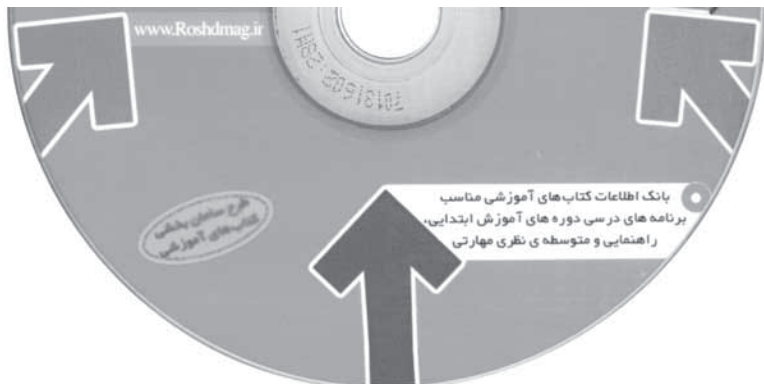 www.Roshdmag.ir
بانک اطلاعات کتاب‌های آموزشی مناسب
برنامه های درسی دوره های آموزش ابتدایی،
راهنمایی و متوسطه ی نظری مهارتی
طرح سامان بخشی
کتاب‌های آموزشی